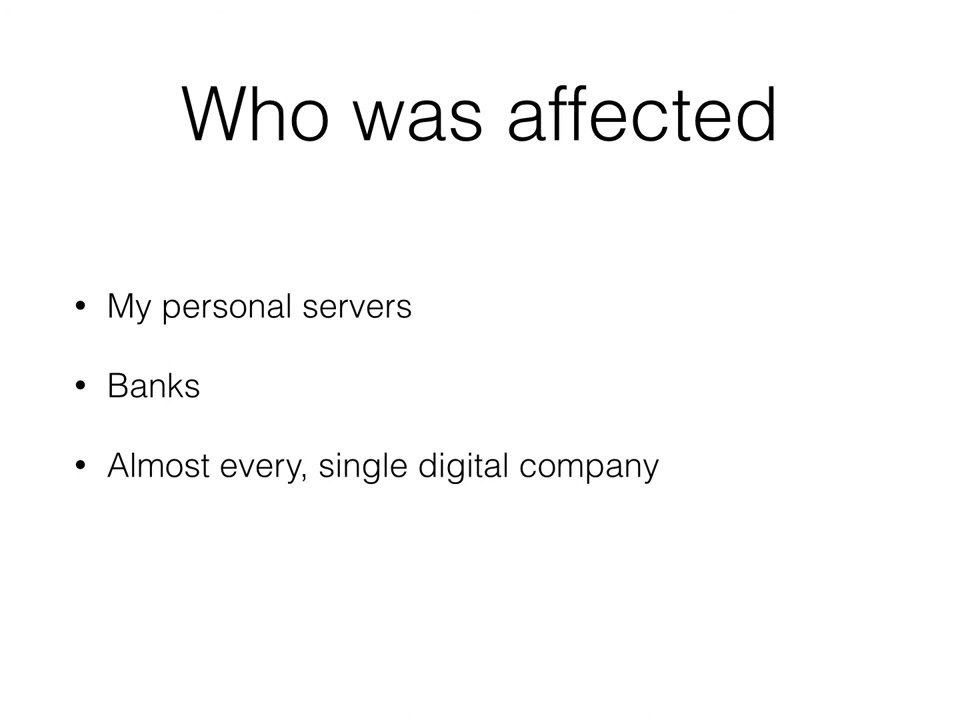 Who was affected
• My personal servers
• Banks
• Almost every, single digital company